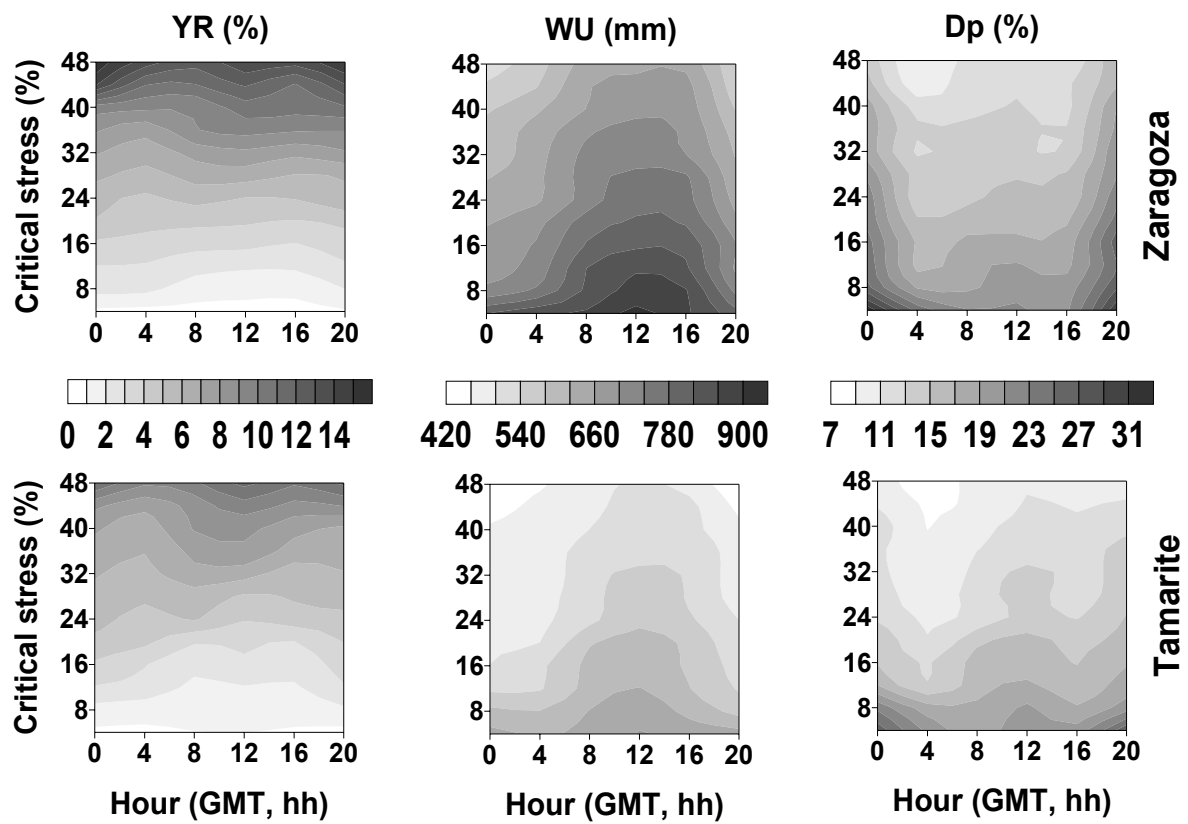 YR (%)
WU (mm)
Dp (%)
Critical stress (%)
48
40
32
24
16
8
0 4 8 12 16 20
48
40
32
24
16
8
0 4 8 12 16 20
48
40
32
24
16
8
0 4 8 12 16 20
Zaragoza
0 2 4 6 8 10 12 14
420 540 660 780 900
7 11 15 19 23 27 31
Critical stress (%)
48
40
32
24
16
8
0 4 8 12 16 20
48
40
32
24
16
8
0 4 8 12 16 20
48
40
32
24
16
8
0 4 8 12 16 20
Tamarite
Hour (GMT, hh)
Hour (GMT, hh)
Hour (GMT, hh)